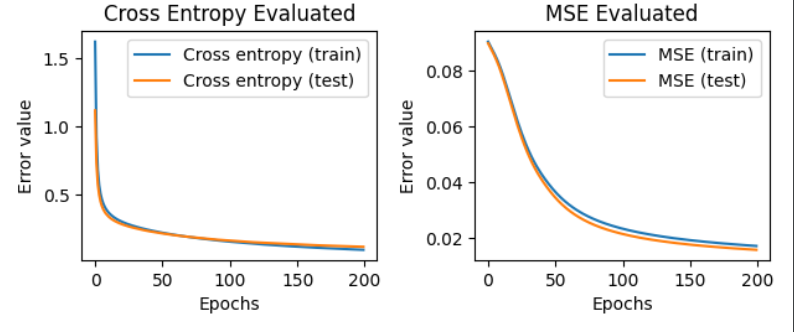 Cross Entropy Evaluated
Cross entropy (train)
Cross entropy (test)
1.5
1.0
0.5
Error value
0 50 100 150 200
Epochs
MSE Evaluated
MSE (train)
MSE (test)
0.08
0.06
0.04
0.02
Error value
0 50 100 150 200
Epochs